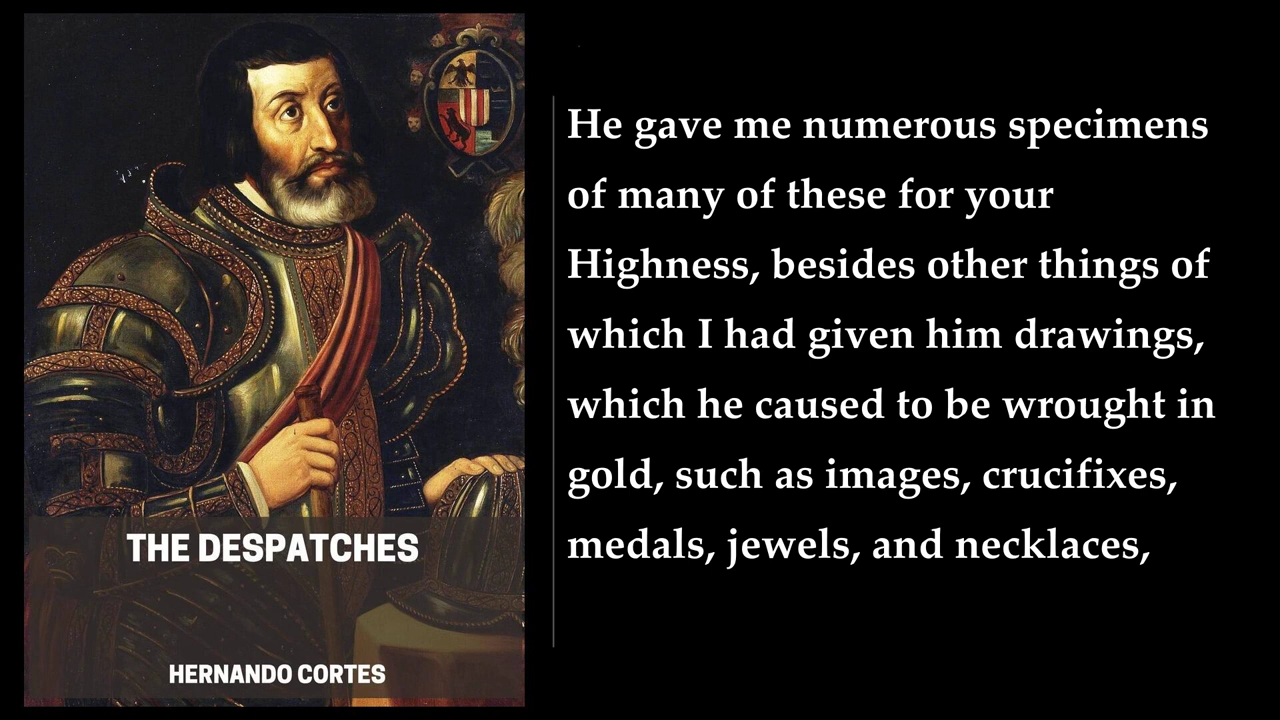 THE DESPATCHES
HERNANDO CORTES
He gave me numerous specimens
of many of these for your
Highness, besides other things of
which I had given him drawings,
which he caused to be wrought in
gold, such as images, crucifixes,
medals, jewels, and necklaces,